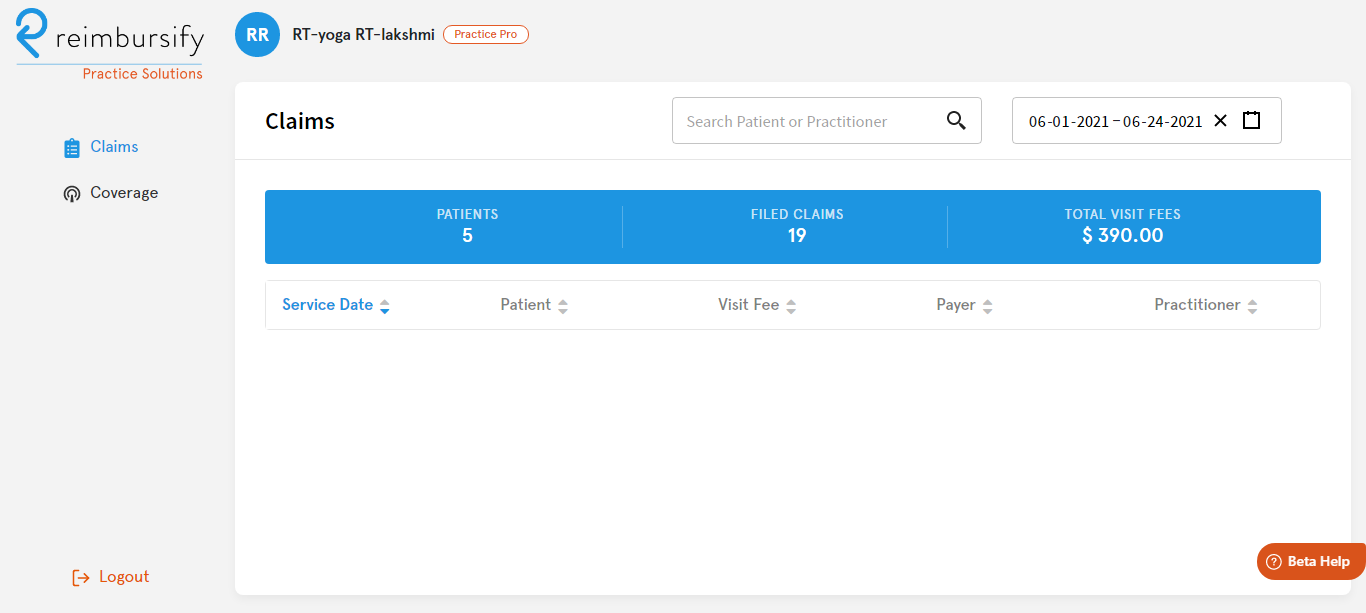 reimbursify
Practice Solutions
RR RT-yoga RT-lakshmi Practice Pro
Claims
Coverage
Logout
Claims
Search Patient or Practitioner
06-01-2021 – 06-24-2021
PATIENTS
5
FILED CLAIMS
19
TOTAL VISIT FEES
$ 390.00
Service Date Patient Visit Fee Payer Practitioner
Beta Help